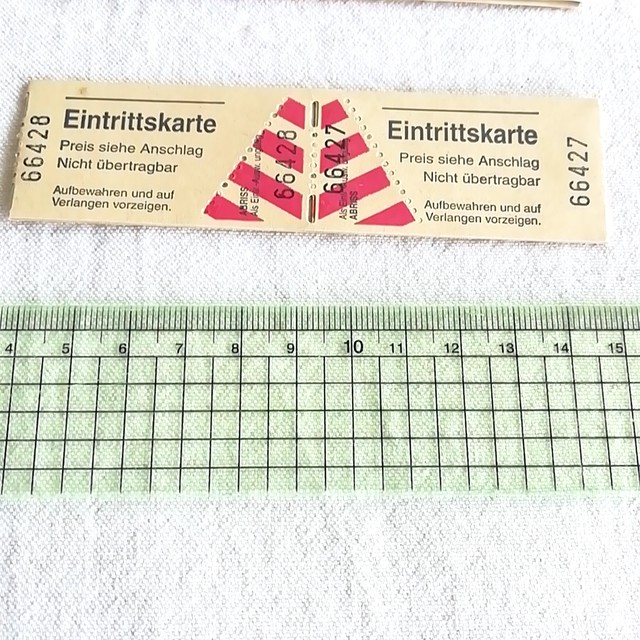 66428
Eintrittskarte
Preis siehe Anschlag
Nicht übertragbar
Aufbewahren und auf
Verlangen vorzeigen.
ABRISS
66428
66427
Als
ABRISS
Eintrittskarte
Preis siehe Anschlag
Nicht übertragbar
Aufbewahren und auf
Verlangen vorzeigen.
66427
4 5 6 7 8 9 10 11 12 13 14 15